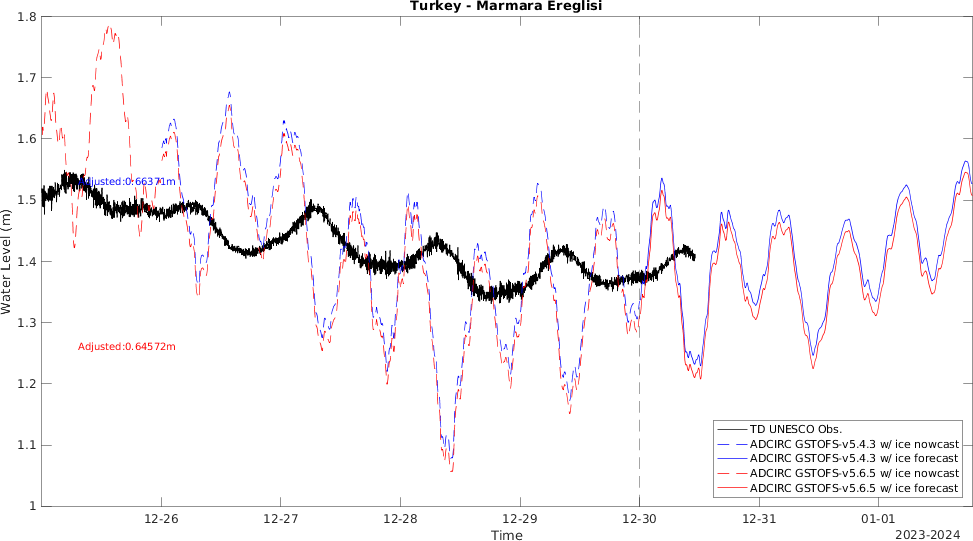 Turkey - Marmara Ereglisi
1.8
1.7
1.6
1.5
1.4
1.3
1.2
1.1
1
Water Level (m)
Adjusted:0.66371m
Adjusted:0.64572m
TD UNESCO Obs.
ADCIRC GSTOFS-v5.4.3 w/ ice nowcast
ADCIRC GSTOFS-v5.4.3 w/ ice forecast
ADCIRC GSTOFS-v5.6.5 w/ ice nowcast
ADCIRC GSTOFS-v5.6.5 w/ ice forecast
12-26 12-27 12-28 12-29 12-30 12-31 01-01
Time
2023-2024